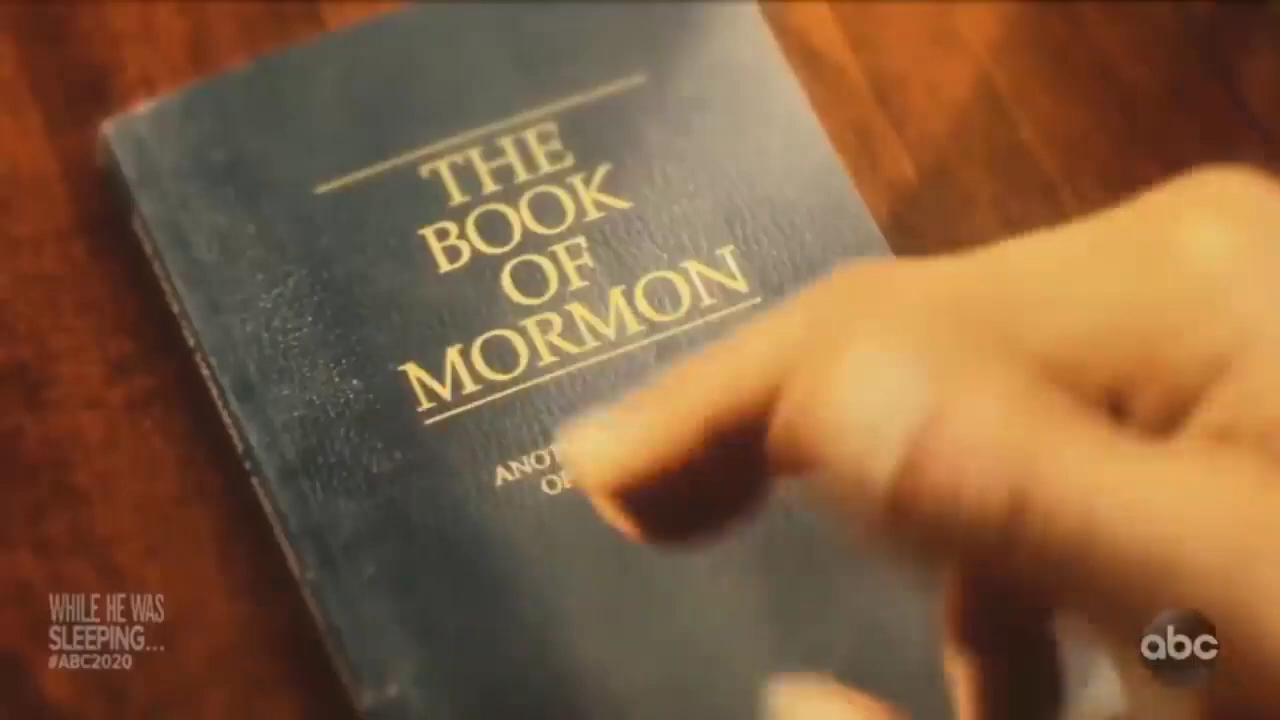 THE
BOOK
OF
MORMON
WHILE HE WAS
SLEEPING...
#ABC2020
abc